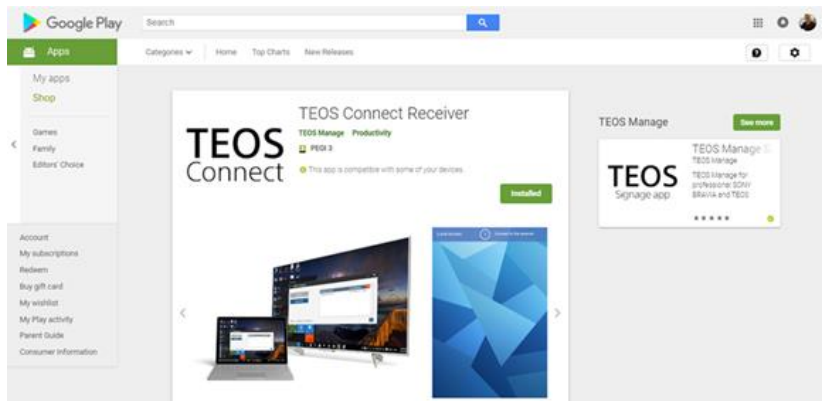 Google Play
Search
Apps
Categories
Home
Top Charts
New Releases
My apps
Shop
Games
Family
Editors' Choice
Account
My subscriptions
Redeem
Buy gift card
My wishlist
My Play activity
Parent Guide
Consumer information
TEOS
Connect
TEOS Connect Receiver
TEOS Manage Productivity
PEGI 3
This app is compatible with some of your devices.
Installed
TEOS Manage
See more
TEOS
Signage app
TEOS Manage S
TEOS Manage
TEOS Manage for
professional SONY
BRAVIA and TEOS